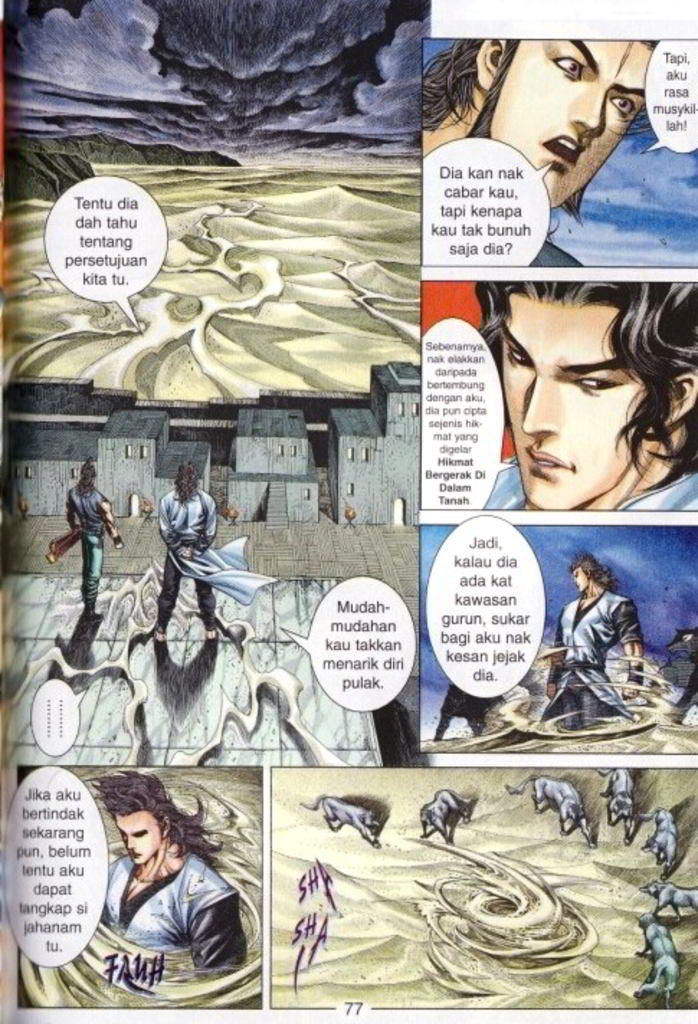 Tentu dia
dah tahu
tentang
persetujuan
kita tu.
Mudah-
mudahan
kau takkan
menarik diri
pulak.
..........
Tapi,
aku
rasa
musykil-
lah!
Dia kan nak
cabar kau,
tapi kenapa
kau tak bunuh
saja dia?
Sebenarnya,
nak elakkan
daripada
bertembung
dengan aku,
dia pun cipta
sejenis hik-
mat yang
digelar
Hikmat
Bergerak Di
Dalam
Tanah.
Jadi,
kalau dia
ada kat
kawasan
gurun, sukar
bagi aku nak
kesan jejak
dia.
Jika aku
bertindak
sekarang
pun, belum
tentu aku
dapat
tangkap si
jahanam
tu.
FAUH
SHA
SHA
77